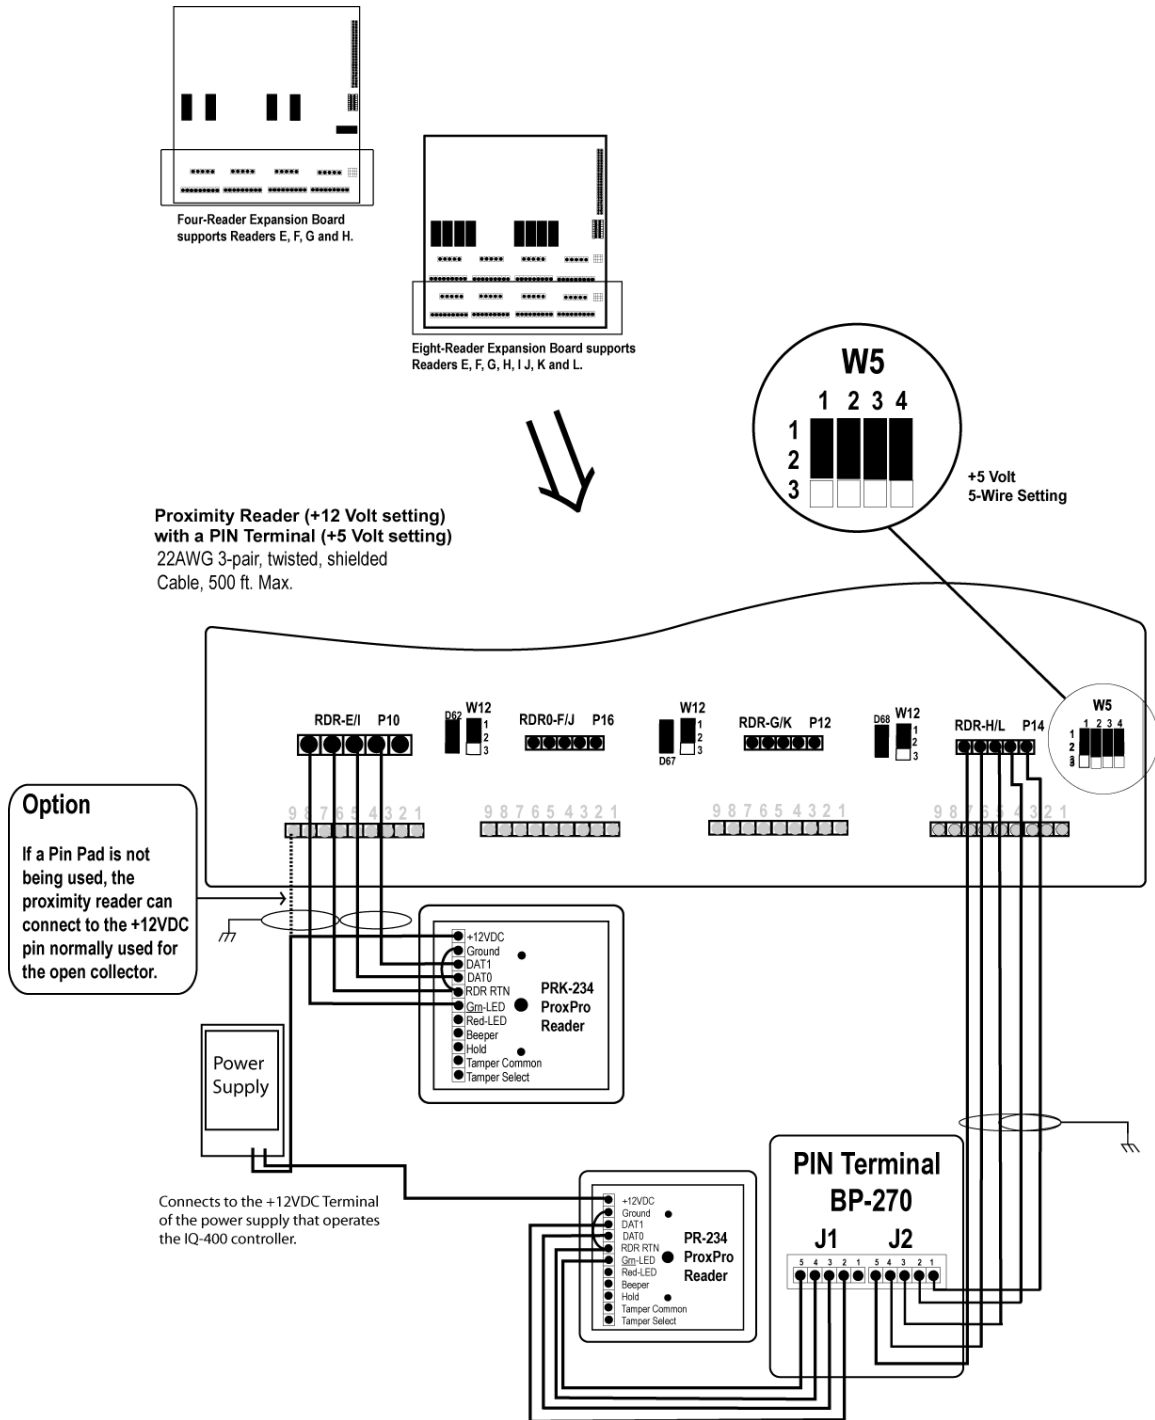 Four-Reader Expansion Board
supports Readers E, F, G and H.
Eight-Reader Expansion Board supports
Readers E, F, G, H, I J, K and L.
W5
1 2 3 4
1
2
3
+5 Volt
5-Wire Setting
Proximity Reader (+12 Volt setting)
with a PIN Terminal (+5 Volt setting)
22AWG 3-pair, twisted, shielded
Cable, 500 ft. Max.
RDR-E/I P10
D62
W12
1
2
3
RDR0-F/J P16
D67
W12
1
2
3
RDR-G/K P12
D68
W12
1
2
3
RDR-H/L P14
W5
1 2 3 4
1
2
3
9 8 7 6 5 4 3 2 1
9 8 7 6 5 4 3 2 1
9 8 7 6 5 4 3 2 1
9 8 7 6 5 4 3 2 1
Option
If a Pin Pad is not
being used, the
proximity reader can
connect to the +12VDC
pin normally used for
the open collector.
+12VDC
Ground
DAT1
DAT0
RDR RTN
Grn-LED
Red-LED
Beeper
Hold
Tamper Common
Tamper Select
PRK-234
ProxPro
Reader
Power
Supply
Connects to the +12VDC Terminal
of the power supply that operates
the IQ-400 controller.
+12VDC
Ground
DAT1
DAT0
RDR RTN
Grn-LED
Red-LED
Beeper
Hold
Tamper Common
Tamper Select
PR-234
ProxPro
Reader
PIN Terminal
BP-270
J1 J2
5 4 3 2 1 5 4 3 2 1